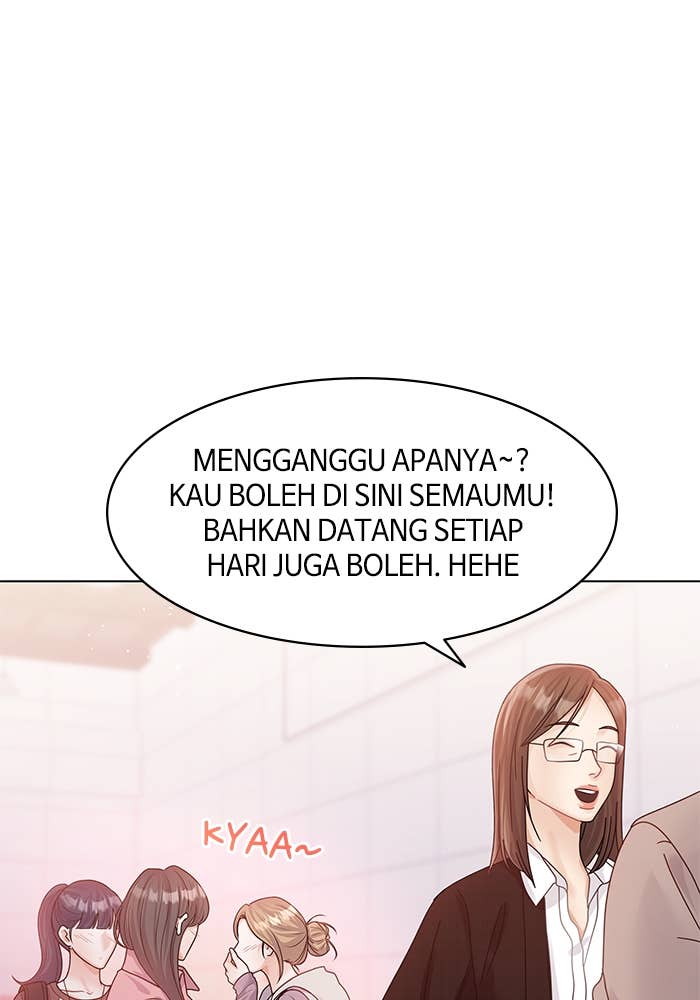 MENGGANGGU APANYA~?
KAU BOLEH DI SINI SEMAUMU!
BAHKAN DATANG SETIAP
HARI JUGA BOLEH. HEHE
KYAA~